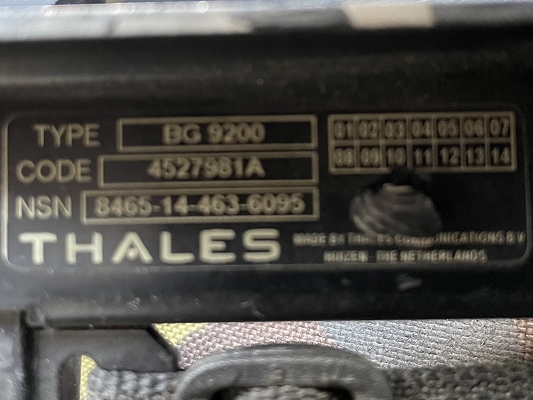 TYPE BG 9200
CODE 4527981A
NSN 8465-14-463-6095
01 02 03 04 05 06 07
08 09 10 11 12 13 14
THALES
MADE BY THALES COMMUNICATIONS B V
HUIZEN - THE NETHERLANDS